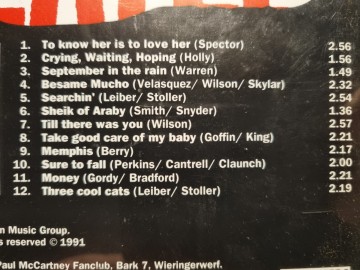 1. To know her is to love her (Spector) 2.56
2. Crying, Waiting, Hoping (Holly) 1.56
3. September in the rain (Warren) 1.49
4. Besame Mucho (Velasquez/ Wilson/ Skylar) 2.32
5. Searchin' (Leiber/ Stoller) 2.54
6. Sheik of Araby (Smith/ Snyder) 1.36
7. Till there was you (Wilson) 2.57
8. Take good care of my baby (Goffin/ King) 2.21
9. Memphis (Berry) 2.17
10. Sure to fall (Perkins/ Cantrell/ Claunch) 2.00
11. Money (Gordy/ Bradford) 2.21
12. Three cool cats (Leiber/ Stoller) 2.19
n Music Group.
s reserved © 1991
Paul McCartney Fanclub, Bark 7, Wieringerwerf.